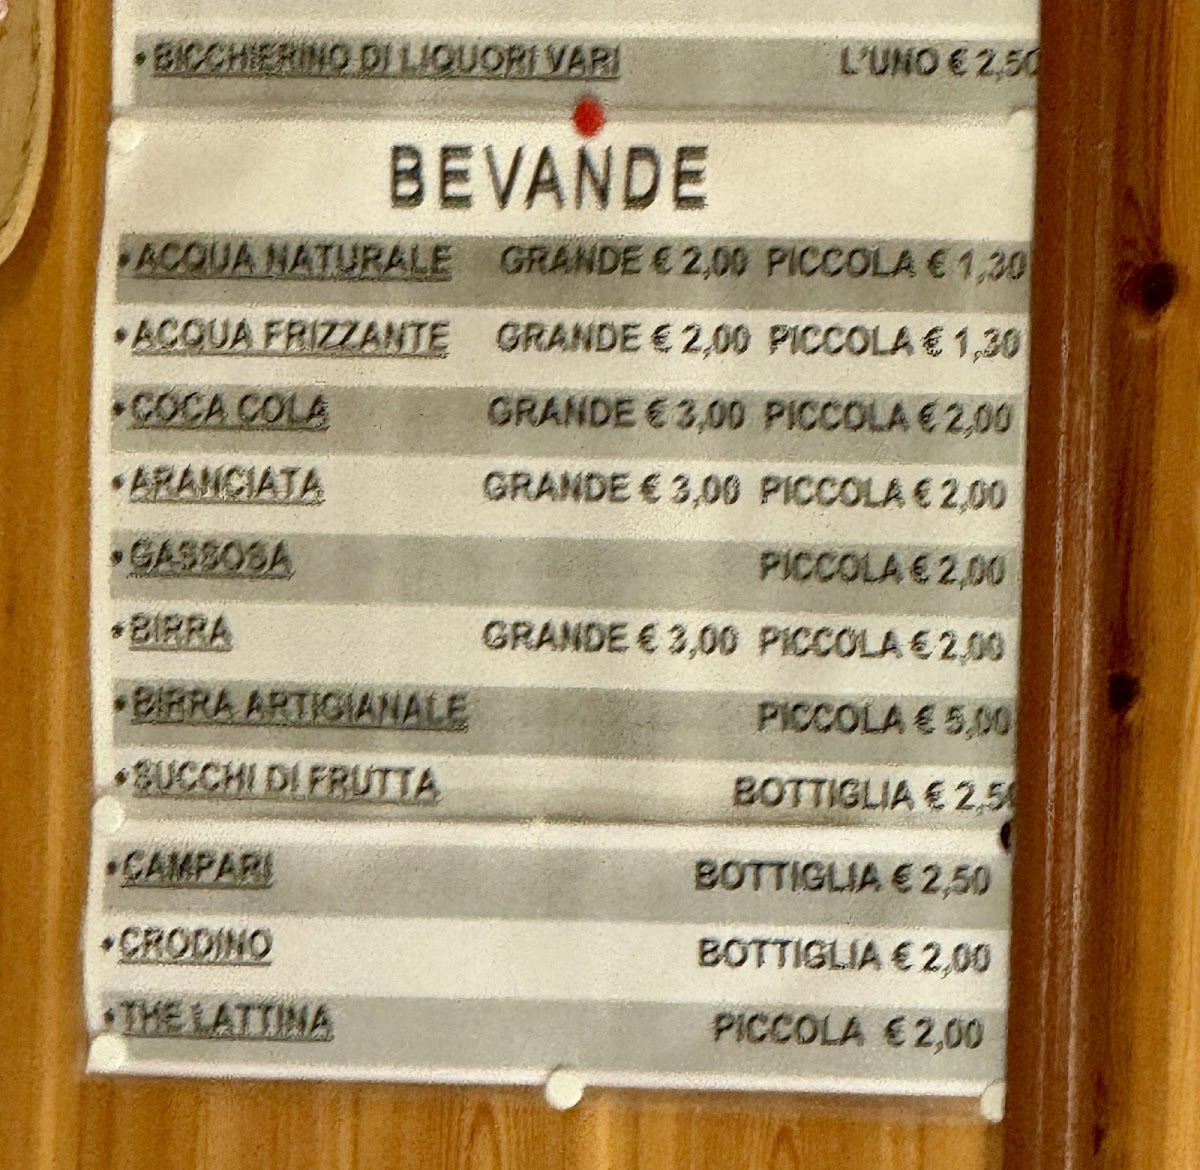 • BICCHIERINO DI LIQUORI VARI L'UNO € 2,50
BEVANDE
• ACQUA NATURALE GRANDE € 2,00 PICCOLA € 1,30
• ACQUA FRIZZANTE GRANDE € 2,00 PICCOLA € 1,30
• COCA COLA GRANDE € 3,00 PICCOLA € 2,00
• ARANCIATA GRANDE € 3,00 PICCOLA € 2,00
• GASSOSA PICCOLA € 2,00
• BIRRA GRANDE € 3,00 PICCOLA € 2,00
• BIRRA ARTIGIANALE PICCOLA € 5,00
• SUCCHI DI FRUTTA BOTTIGLIA € 2,50
• CAMPARI BOTTIGLIA € 2,50
• CRODINO BOTTIGLIA € 2,00
• THE LATTINA PICCOLA € 2,00